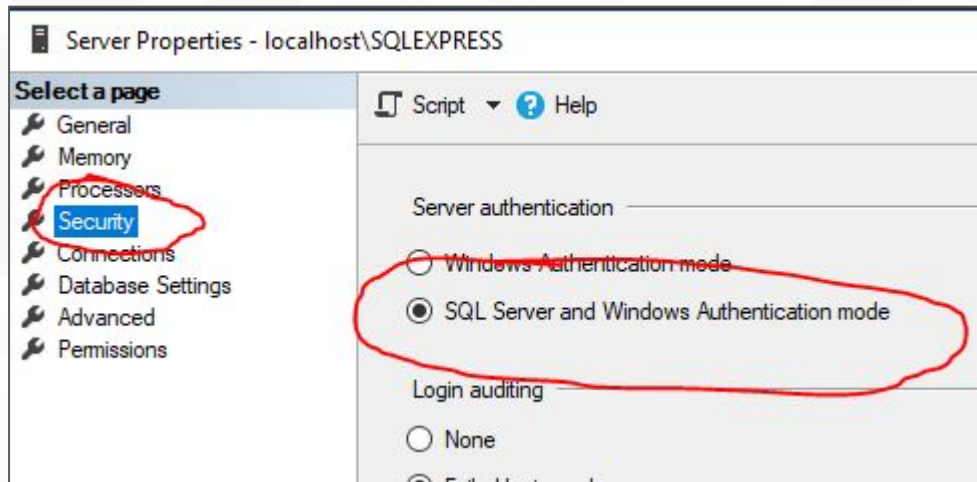 Server Properties - localhost\SQLEXPRESS
Select a page
General
Memory
Processors
Security
Connections
Database Settings
Advanced
Permissions
Script
Help
Server authentication
Windows Authentication mode
SQL Server and Windows Authentication mode
Login auditing
None